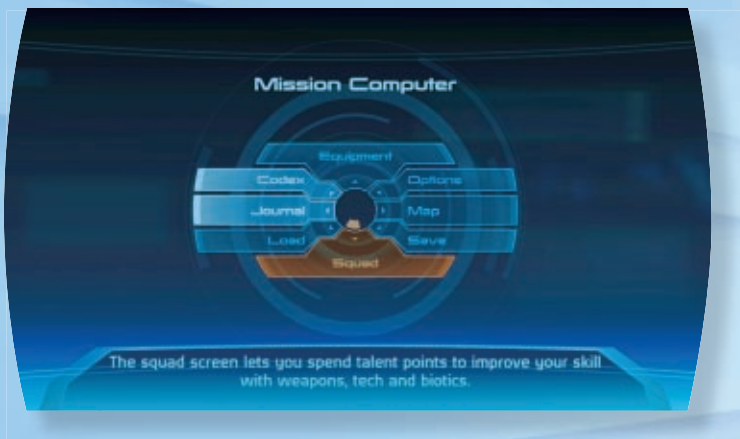 Mission Computer
Equipment
Codex
Options
Journal
Map
Load
Save
Squad
The squad screen lets you spend talent points to improve your skill
with weapons, tech and biotics.